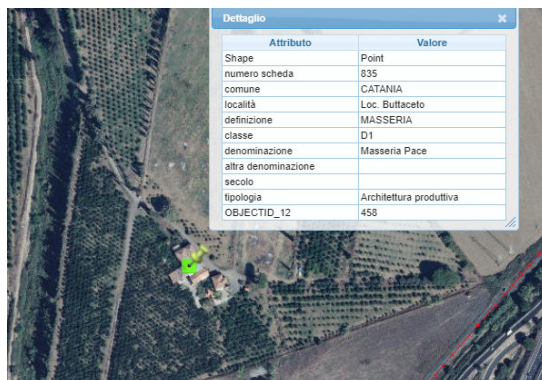 Dettaglio
Attributo Valore
Shape Point
numero scheda 835
comune CATANIA
località Loc. Buttaceto
definizione MASSERIA
classe D1
denominazione Masseria Pace
altra denominazione
secolo
tipologia Architettura produttiva
OBJECTID_12 458